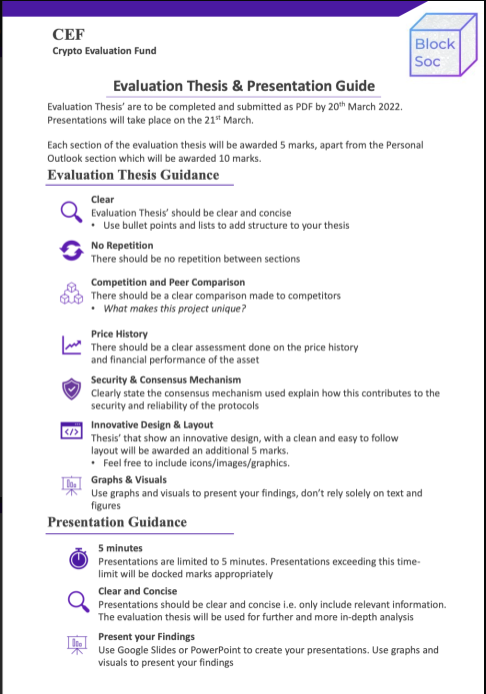 CEF
Crypto Evaluation Fund
Block
Soc
Evaluation Thesis & Presentation Guide
Evaluation Thesis’ are to be completed and submitted as PDF by 20th March 2022.
Presentations will take place on the 21st March.
Each section of the evaluation thesis will be awarded 5 marks, apart from the Personal
Outlook section which will be awarded 10 marks.
Evaluation Thesis Guidance
Clear
Evaluation Thesis’ should be clear and concise
• Use bullet points and lists to add structure to your thesis
No Repetition
There should be no repetition between sections
Competition and Peer Comparison
There should be a clear comparison made to competitors
• What makes this project unique?
Price History
There should be a clear assessment done on the price history
and financial performance of the asset
Security & Consensus Mechanism
Clearly state the consensus mechanism used explain how this contributes to the
security and reliability of the protocols
</>
Innovative Design & Layout
Thesis’ that show an innovative design, with a clean and easy to follow
layout will be awarded an additional 5 marks.
• Feel free to include icons/images/graphics.
Graphs & Visuals
Use graphs and visuals to present your findings, don’t rely solely on text and
figures
Presentation Guidance
5 minutes
Presentations are limited to 5 minutes. Presentations exceeding this time-
limit will be docked marks appropriately
Clear and Concise
Presentations should be clear and concise i.e. only include relevant information.
The evaluation thesis will be used for further and more in-depth analysis
Present your Findings
Use Google Slides or PowerPoint to create your presentations. Use graphs and
visuals to present your findings